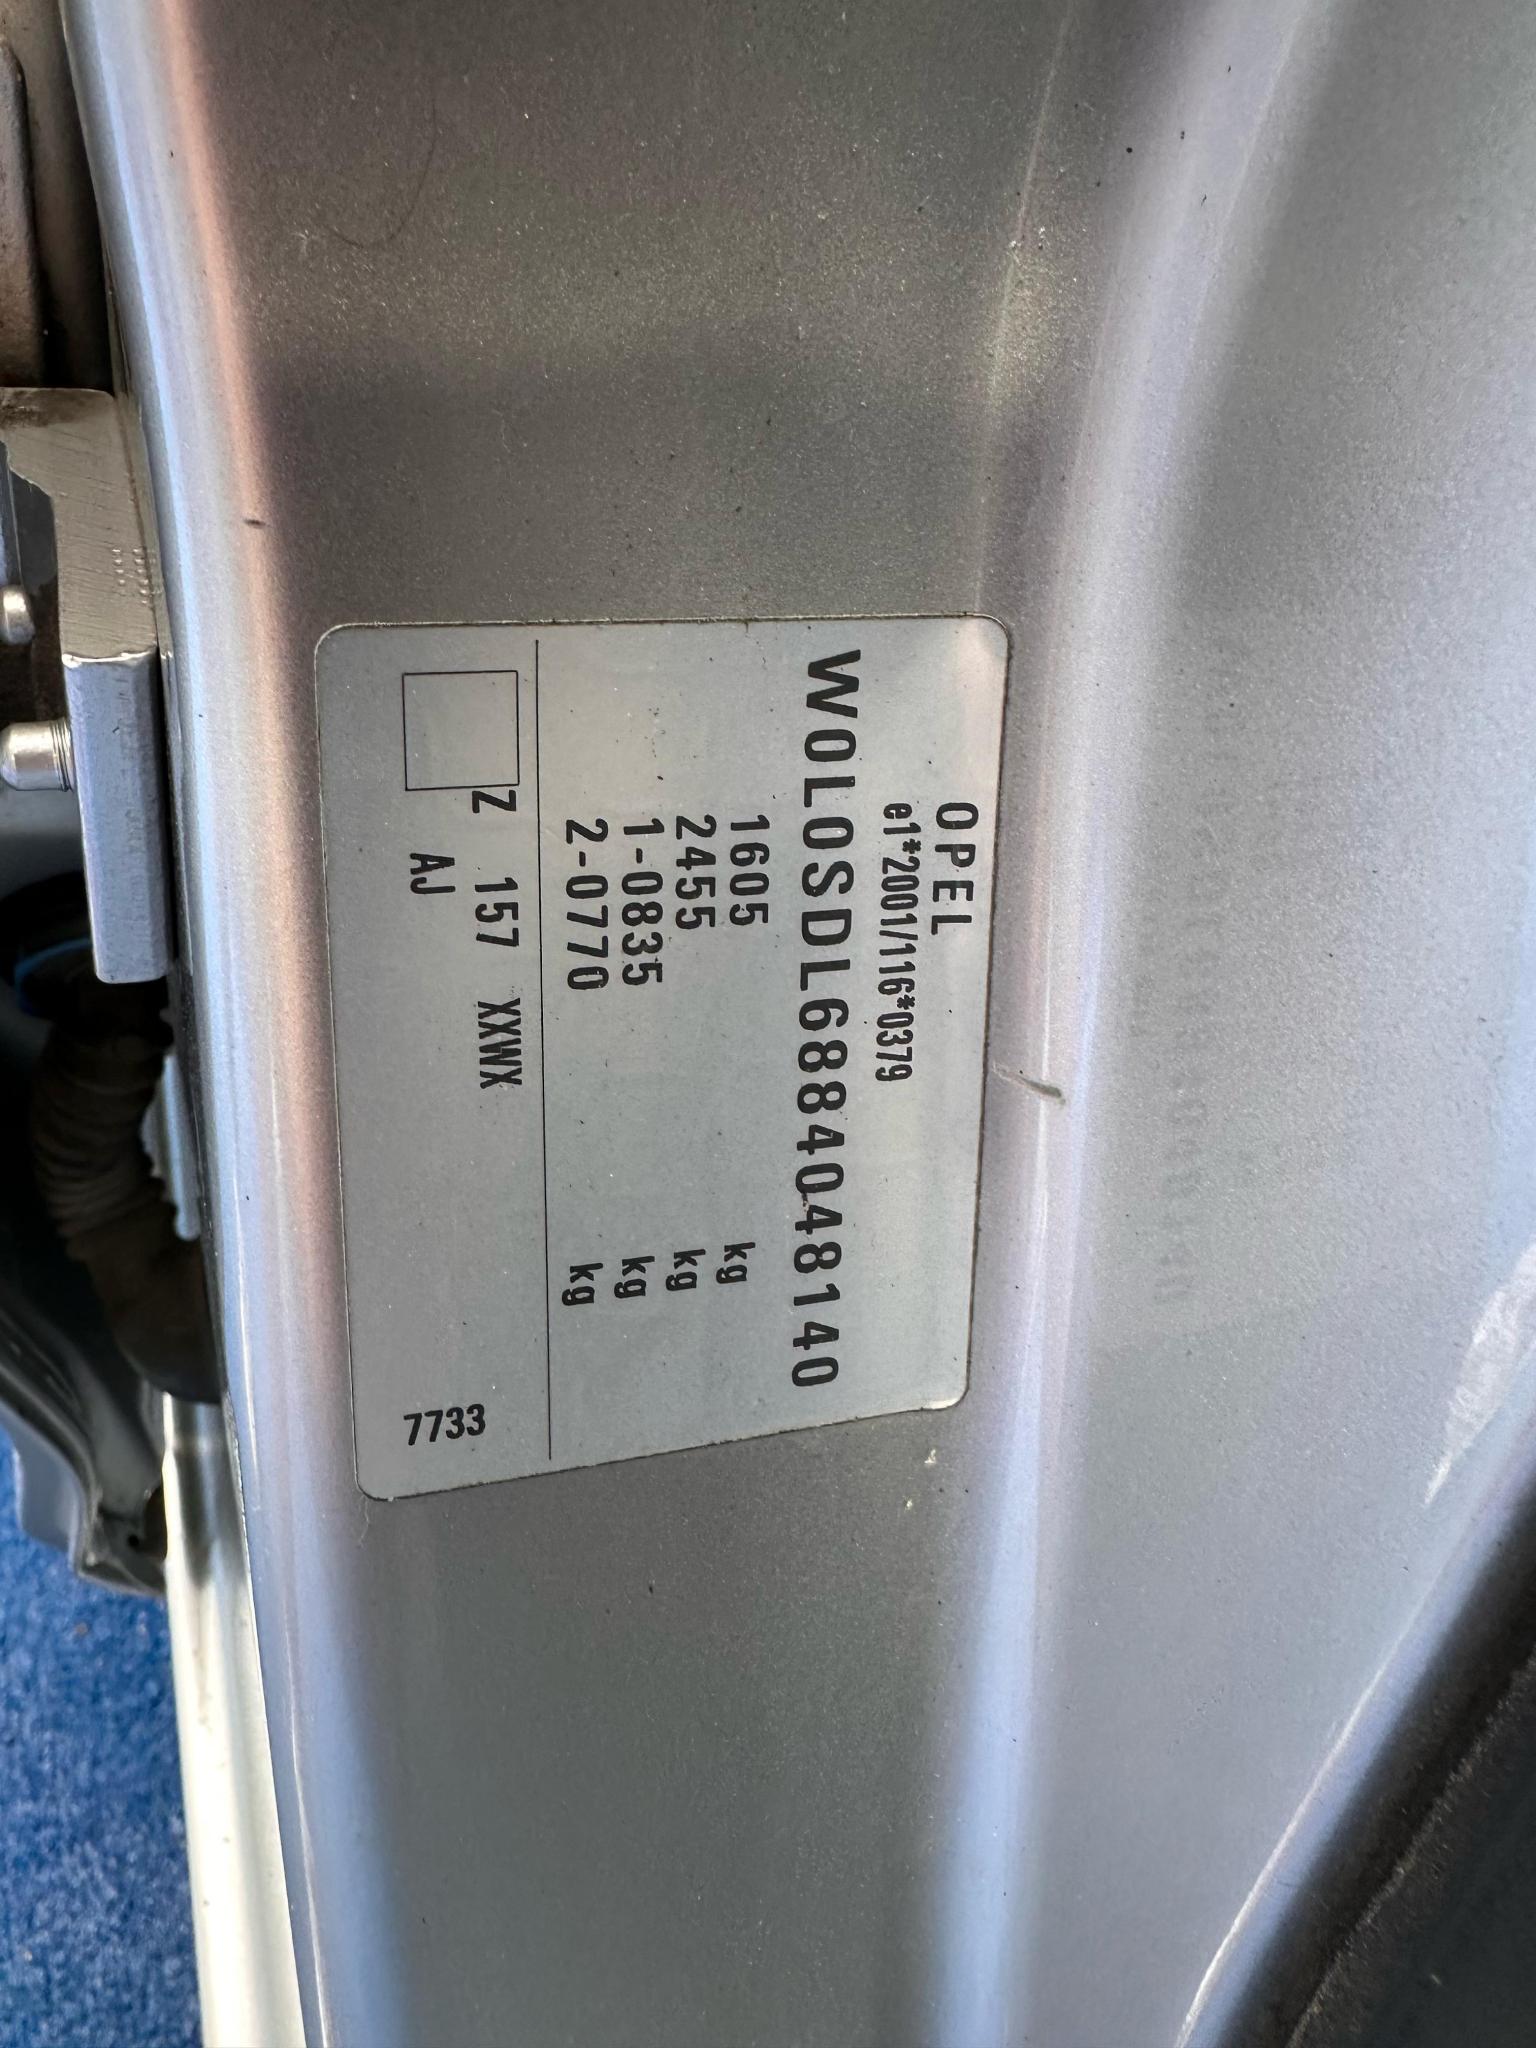 OPEL
e1*2001/116*0379
W0L0SDL6884048140
1605 kg
2455 kg
1-0835 kg
2-0770 kg
Z 157 XXWX
AJ
7733